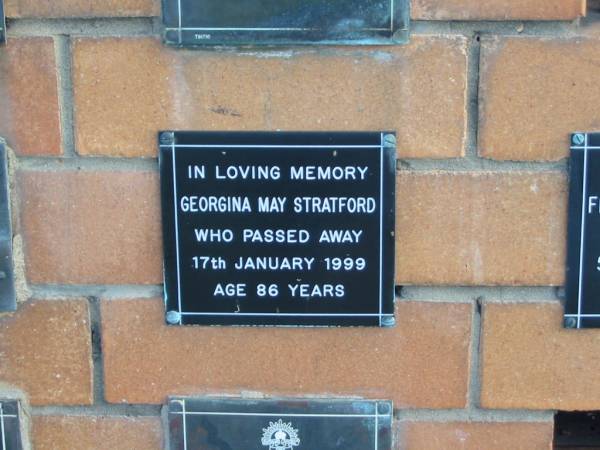 IN LOVING MEMORY
GEORGINA MAY STRATFORD
WHO PASSED AWAY
17th JANUARY 1999
AGE 86 YEARS